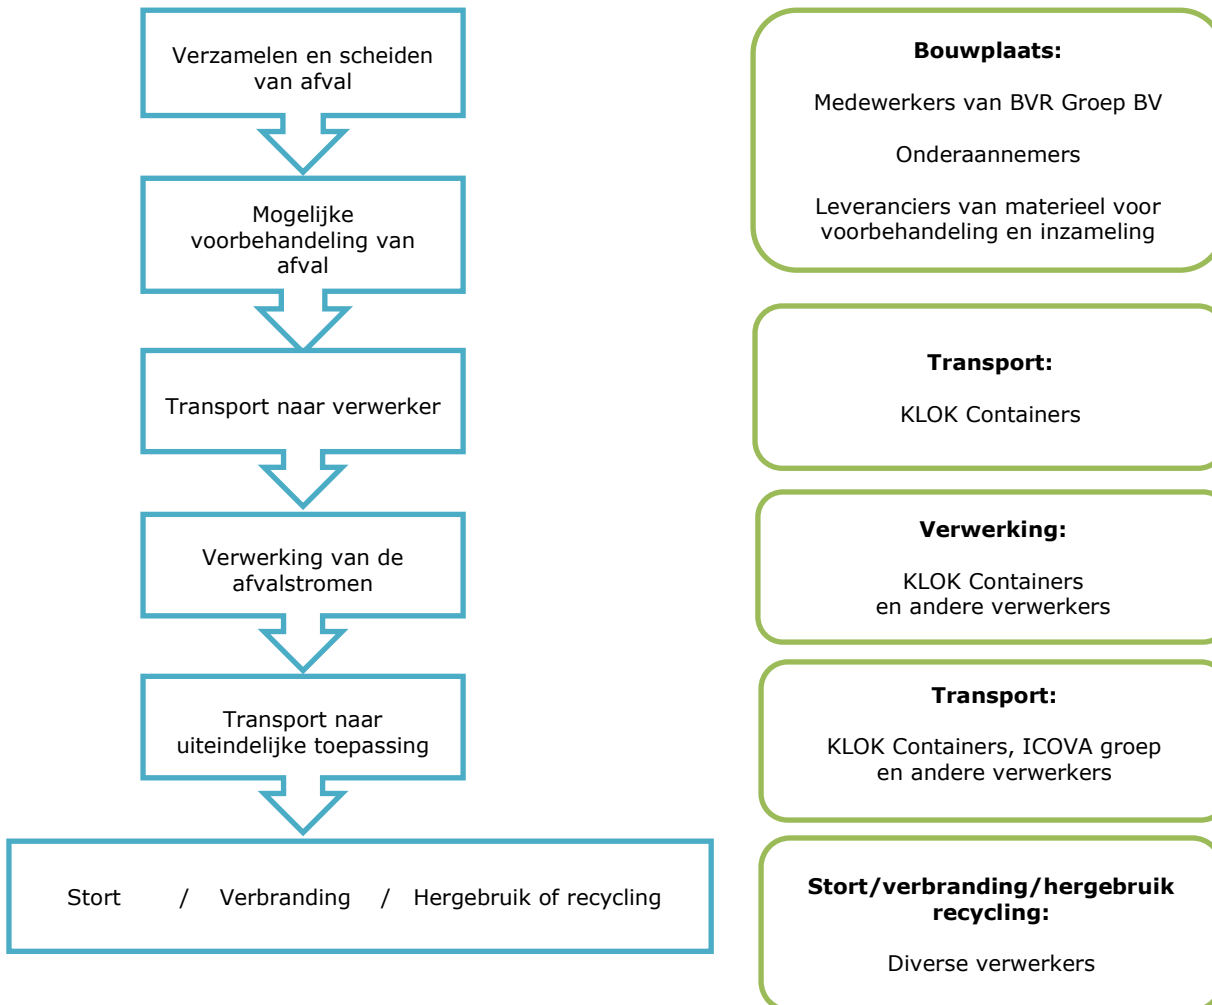 Verzamelen en scheiden
van afval
Mogelijke
voorbehandeling van
afval
Transport naar verwerker
Verwerking van de
afvalstromen
Transport naar
uiteindelijke toepassing
Stort / Verbranding / Hergebruik of recycling
Bouwplaats:
Medewerkers van BVR Groep BV
Onderaannemers
Leveranciers van materieel voor
voorbehandeling en inzameling
Transport:
KLOK Containers
Verwerking:
KLOK Containers
en andere verwerkers
Transport:
KLOK Containers, ICOVA groep
en andere verwerkers
Stort/verbranding/hergebruik
recycling:
Diverse verwerkers